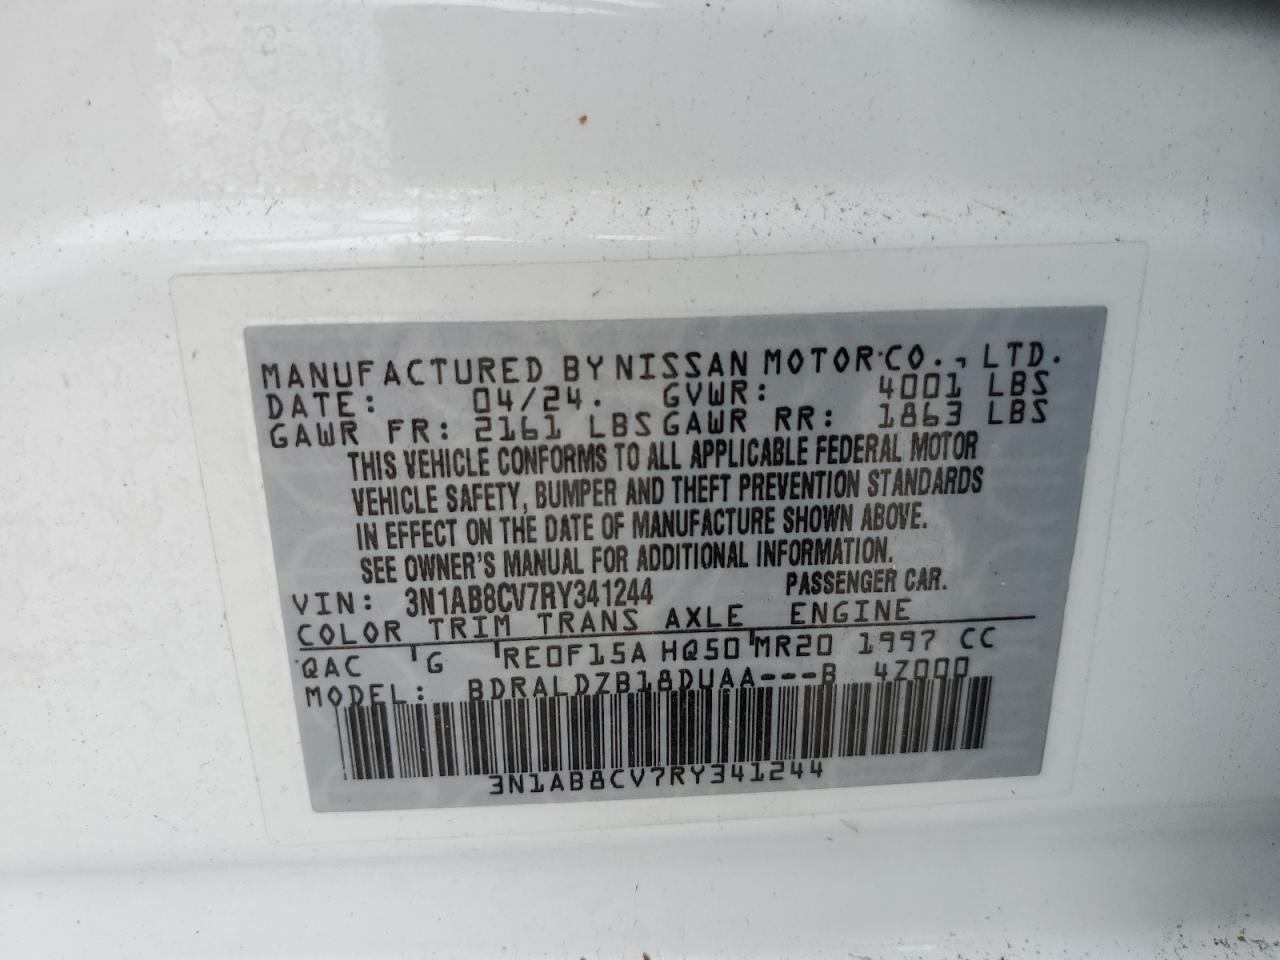 MANUFACTURED BY NISSAN MOTOR CO., LTD.
DATE: 04/24. GVWR: 4001 LBS
GAWR FR: 2161 LBS GAWR RR: 1863 LBS
THIS VEHICLE CONFORMS TO ALL APPLICABLE FEDERAL MOTOR
VEHICLE SAFETY, BUMPER AND THEFT PREVENTION STANDARDS
IN EFFECT ON THE DATE OF MANUFACTURE SHOWN ABOVE.
SEE OWNER'S MANUAL FOR ADDITIONAL INFORMATION.
VIN: 3N1AB8CV7RY341244 PASSENGER CAR.
COLOR TRIM TRANS AXLE ENGINE
QAC G RE0F15A HQ50 MR20 1997 CC
MODEL: BDRALDZB18DUAA---B 4Z000
3N1AB8CV7RY341244